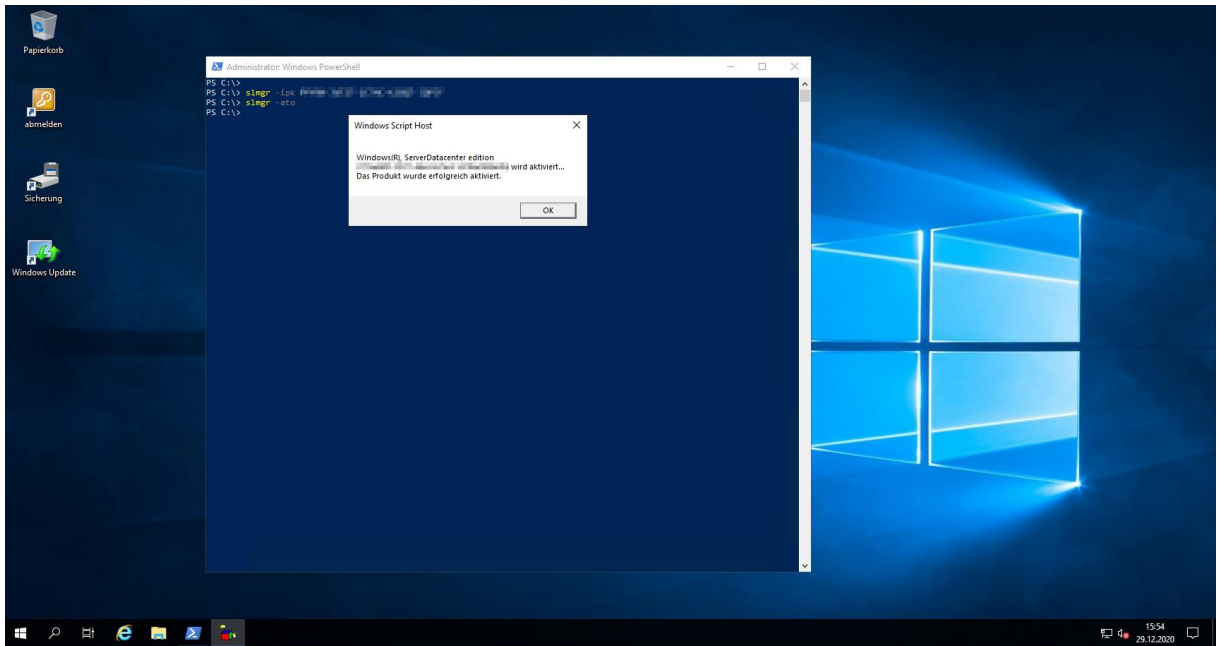 Papierkorb
abmelden
Sicherung
Windows Update
Administrator: Windows PowerShell
PS C:\>
PS C:\> slmgr -ipk
PS C:\> slmgr -ato
PS C:\>
Windows Script Host
Windows(R), ServerDatacenter edition
wird aktiviert...
Das Produkt wurde erfolgreich aktiviert.
OK
15:54
29.12.2020